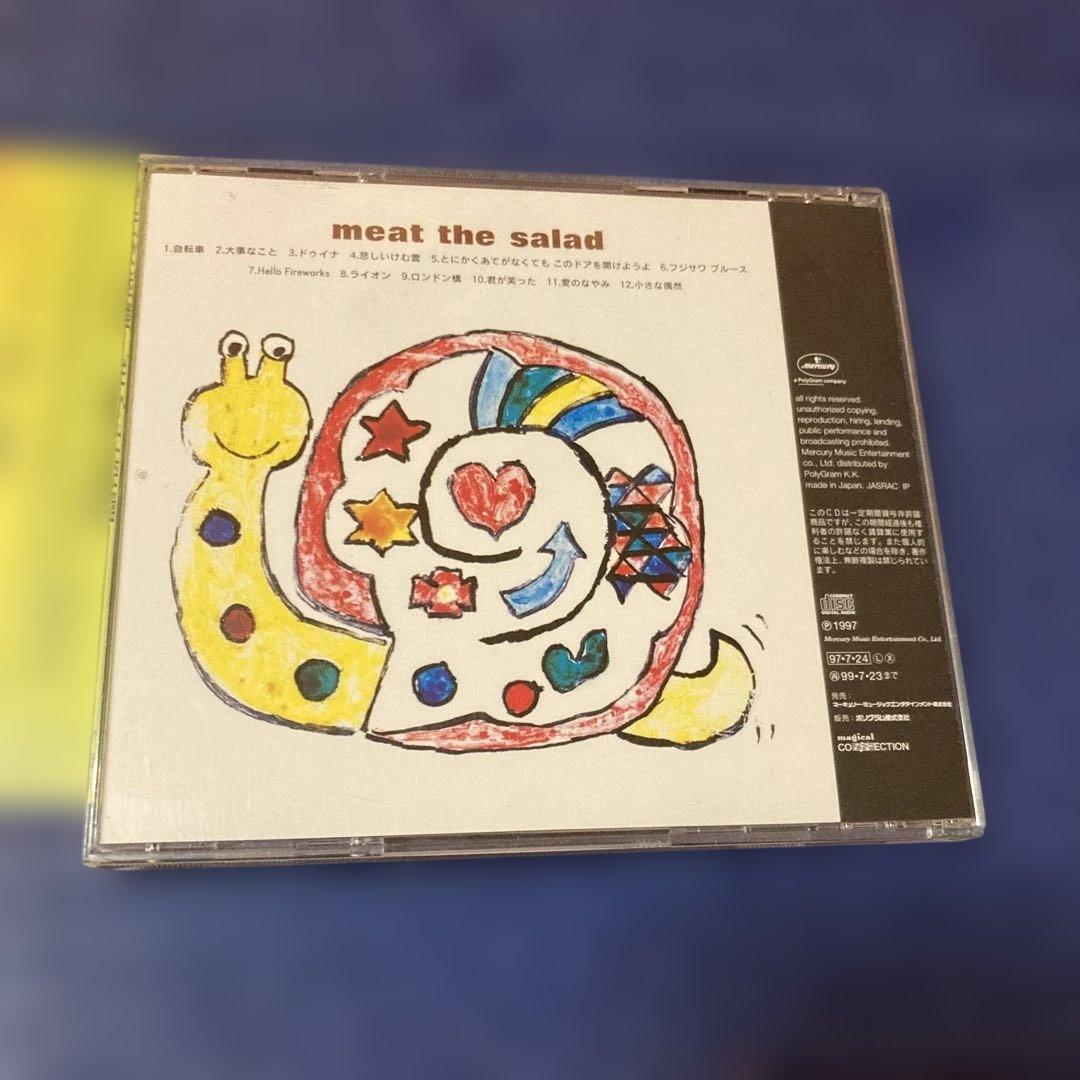 meat the salad
1.自転車 2.大事なこと 3.ドゥイナ 4.悲しいけむ雲 5.とにかくあてがなくても このドアを開けようよ 6.フジサワ ブルース
7.Hello Fireworks 8.ライオン 9.ロンドン橋 10.君が笑った 11.愛のなやみ 12.小さな偶然
mercury
a PolyGram company
all rights reserved.
unauthorized copying,
reproduction, hiring, lending,
public performance and
broadcasting prohibited.
Mercury Music Entertainment
co., Ltd. distributed by
PolyGram K.K.
made in Japan. JASRAC IP
このCDは一定期間貸与非許諾
商品ですが、この期間経過後も権
利者の許諾なく賃貸業に使用す
ることを禁じます。また個人的
に楽しむなどの場合を除き、著作
権法上、無断複製は禁じられてい
ます。
COMPACT
disc
DIGITAL AUDIO
Ⓟ1997
Mercury Music Entertainment Co., Ltd.
97・7・24 Ⓛ Ⓧ
㊢99・7・23まで
発売：
マーキュリー・ミュージックエンタテインメント株式会社
販売：ポリグラム株式会社
magical